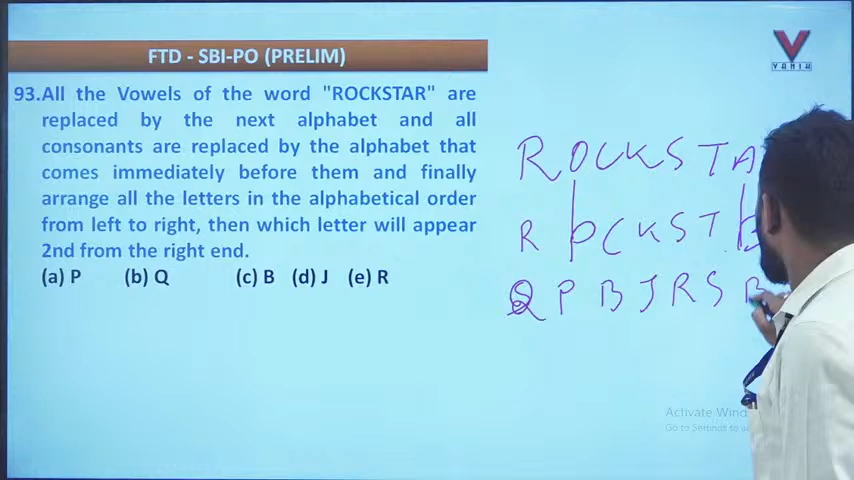 FTD - SBI-PO (PRELIM)
VANIK
93.All the Vowels of the word "ROCKSTAR" are
replaced by the next alphabet and all
consonants are replaced by the alphabet that
comes immediately before them and finally
arrange all the letters in the alphabetical order
from left to right, then which letter will appear
2nd from the right end.
(a) P (b) Q (c) B (d) J (e) R
ROCKSTA
R P C K S T B
Q P B J R S B
Activate Wind
Go to Settings to